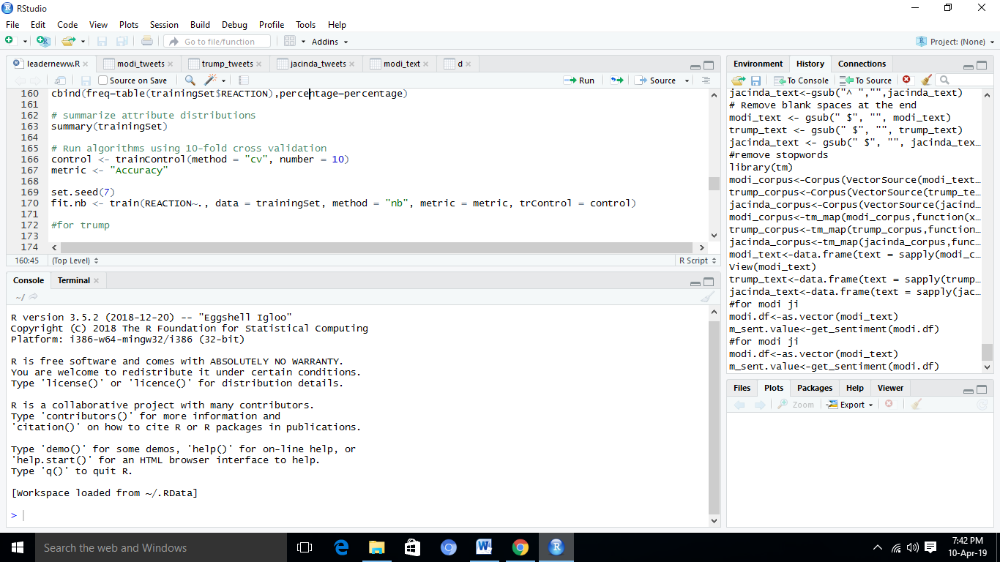 RStudio
File Edit Code View Plots Session Build Debug Profile Tools Help
Go to file/function Addins Project: (None)
leaderneww.R modi_tweets trump_tweets jacinda_tweets modi_text d
Source on Save Run Source
160 cbind(freq=table(trainingSet$REACTION),percentage=percentage)
161
162 # summarize attribute distributions
163 summary(trainingSet)
164
165 # Run algorithms using 10-fold cross validation
166 control <- trainControl(method = "cv", number = 10)
167 metric <- "Accuracy"
168
169 set.seed(7)
170 fit.nb <- train(REACTION~., data = trainingSet, method = "nb", metric = metric, trControl = control)
171
172 #for trump
173
174
160:45 (Top Level) R Script
Console Terminal
~/
R version 3.5.2 (2018-12-20) -- "Eggshell Igloo"
Copyright (C) 2018 The R Foundation for Statistical Computing
Platform: i386-w64-mingw32/i386 (32-bit)
R is free software and comes with ABSOLUTELY NO WARRANTY.
You are welcome to redistribute it under certain conditions.
Type 'license()' or 'licence()' for distribution details.
R is a collaborative project with many contributors.
Type 'contributors()' for more information and
'citation()' on how to cite R or R packages in publications.
Type 'demo()' for some demos, 'help()' for on-line help, or
'help.start()' for an HTML browser interface to help.
Type 'q()' to quit R.
[Workspace loaded from ~/.RData]
>
Environment History Connections
To Console To Source
jacinda_text<-gsub("^ ","",jacinda_text)
# Remove blank spaces at the end
modi_text <- gsub(" $", "", modi_text)
trump_text <- gsub(" $", "", trump_text)
jacinda_text <- gsub(" $", "", jacinda_tex...
#remove stopwords
library(tm)
modi_corpus<-Corpus(VectorSource(modi_text...
trump_corpus<-Corpus(VectorSource(trump_te...
jacinda_corpus<-Corpus(VectorSource(jacind...
modi_corpus<-tm_map(modi_corpus,function(x...
trump_corpus<-tm_map(trump_corpus,function...
jacinda_corpus<-tm_map(jacinda_corpus,func...
modi_text<-data.frame(text = sapply(modi_c...
View(modi_text)
trump_text<-data.frame(text = sapply(trump...
jacinda_text<-data.frame(text = sapply(jac...
#for modi ji
modi.df<-as.vector(modi_text)
m_sent.value<-get_sentiment(modi.df)
#for modi ji
modi.df<-as.vector(modi_text)
m_sent.value<-get_sentiment(modi.df)
Files Plots Packages Help Viewer
Zoom Export
Search the web and Windows
7:42 PM
10-Apr-19